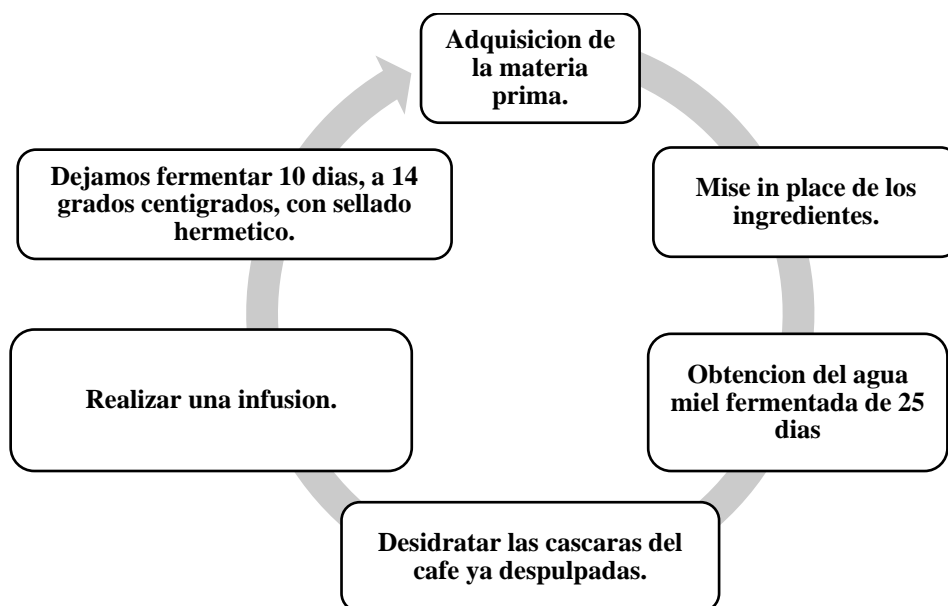 Adquisicion de
la materia
prima.
Mise in place de los
ingredientes.
Obtencion del agua
miel fermentada de 25
dias
Desidratar las cascaras del
cafe ya despulpadas.
Realizar una infusion.
Dejamos fermentar 10 dias, a 14
grados centigrados, con sellado
hermetico.